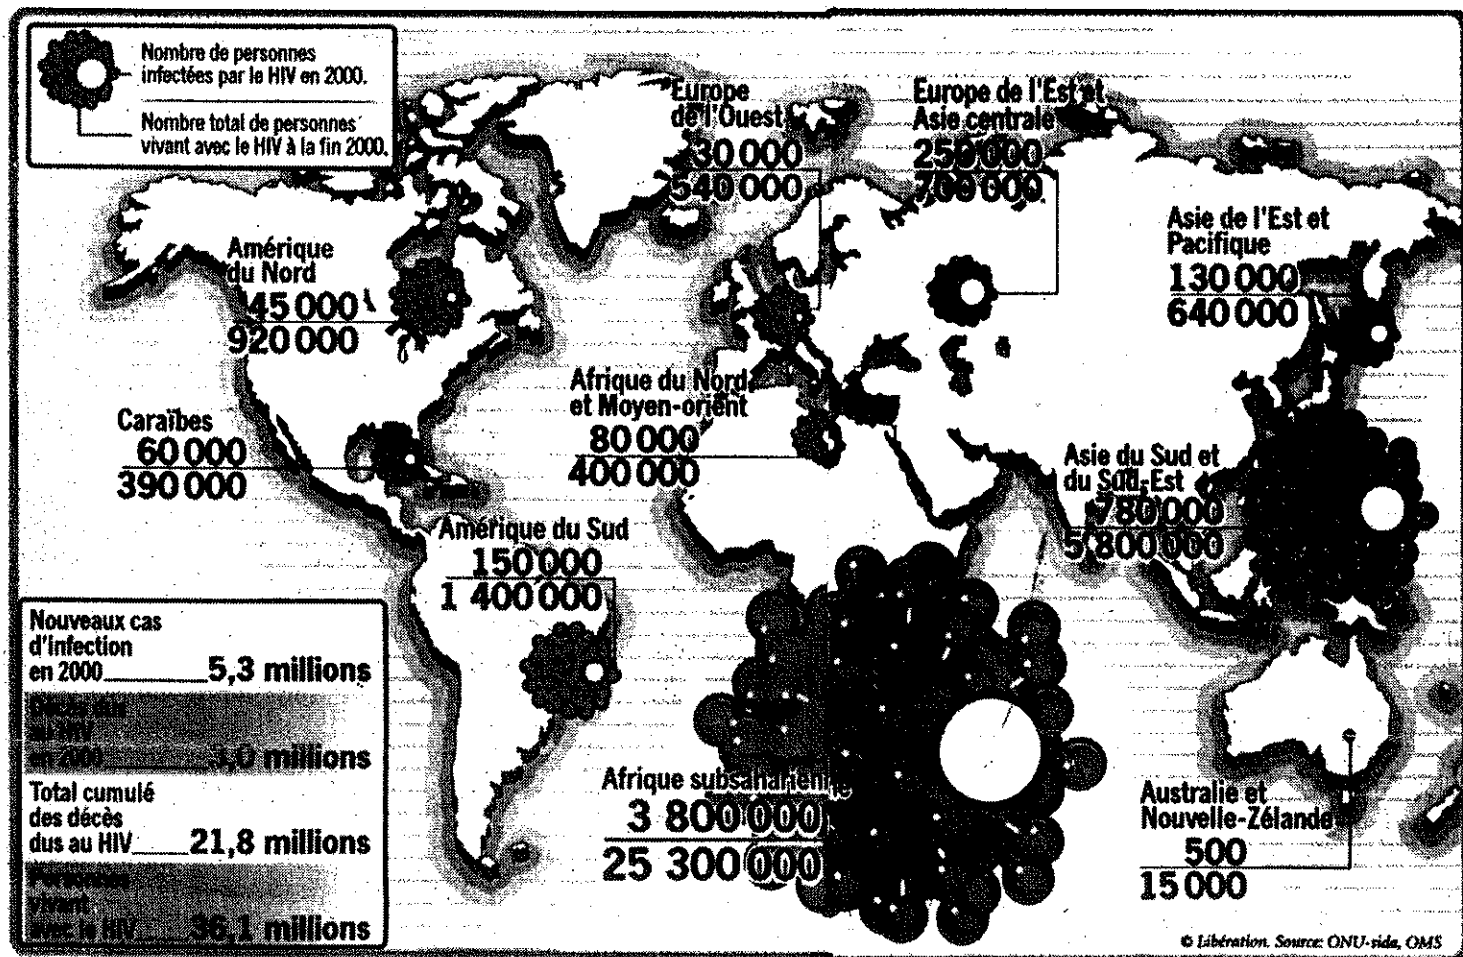 Nombre de personnes
infectées par le HIV en 2000.
Nombre total de personnes
vivant avec le HIV à la fin 2000.
Europe
de l'Ouest
30 000
540 000
Europe de l'Est et
Asie centrale
250 000
700 000
Amérique
du Nord
45 000
920 000
Asie de l'Est et
Pacifique
130 000
640 000
Afrique du Nord
et Moyen-orient
80 000
400 000
Caraïbes
60 000
390 000
Asie du Sud et
du Sud-Est
780 000
5 800 000
Amérique du Sud
150 000
1 400 000
Nouveaux cas
d'infection
en 2000 5,3 millions
Décès dus
au HIV
en 2000 3,0 millions
Total cumulé
des décès
dus au HIV 21,8 millions
Personnes
vivant
avec le HIV 36,1 millions
Afrique subsaharienne
3 800 000
25 300 000
Australie et
Nouvelle-Zélande
500
15 000
© Libération. Source: ONU-sida, OMS